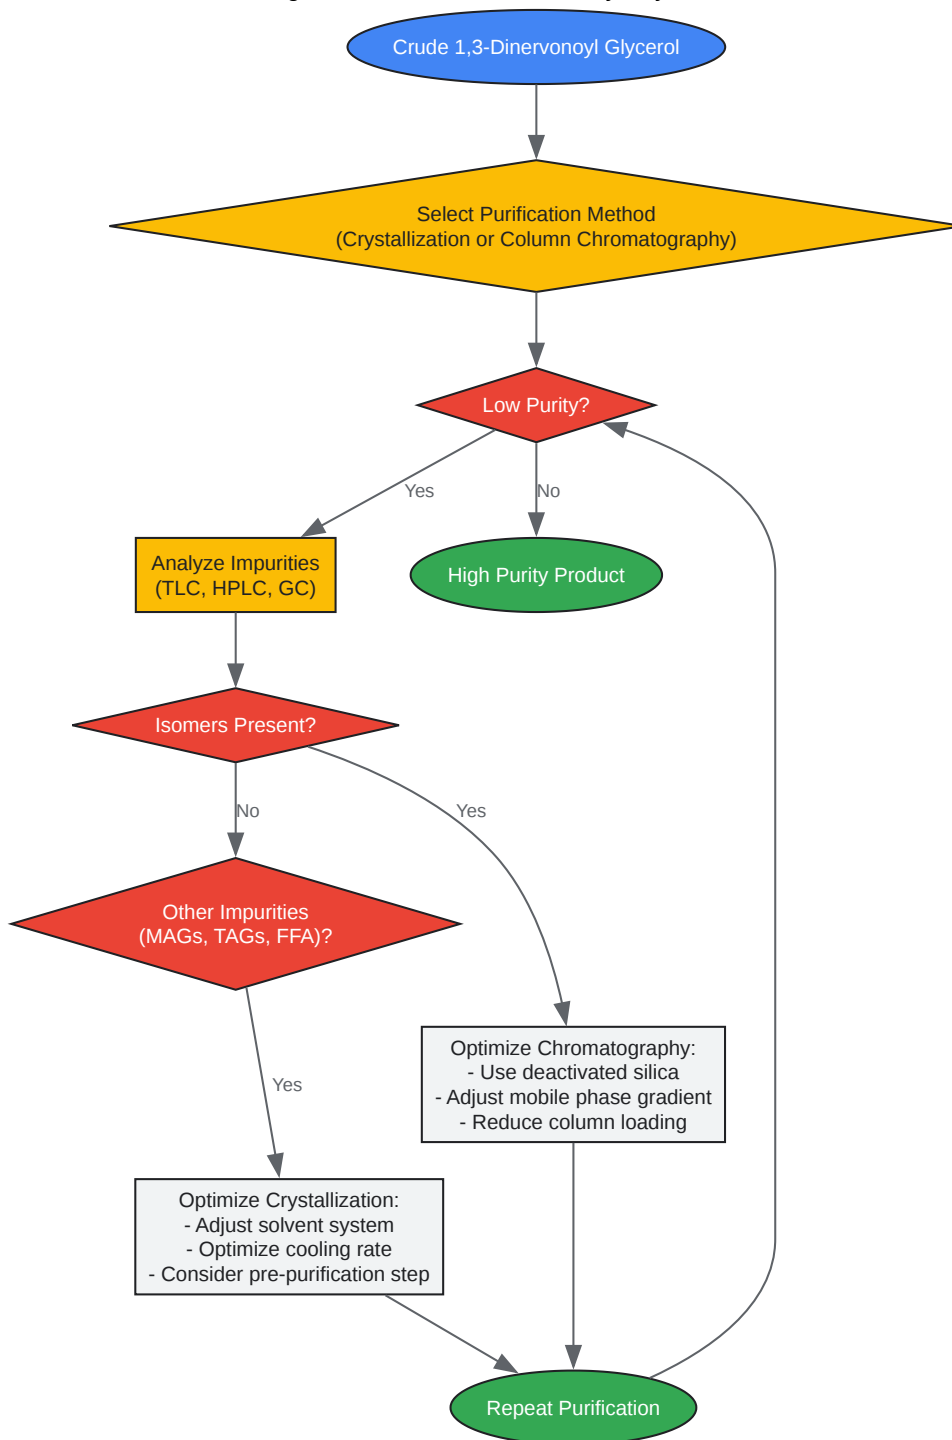 Crude 1,3-Dinervonoyl Glycerol
Select Purification Method
(Crystallization or Column Chromatography)
Low Purity?
Yes
No
Analyze Impurities
(TLC, HPLC, GC)
High Purity Product
Isomers Present?
No
Yes
Other Impurities
(MAGs, TAGs, FFA)?
Optimize Chromatography:
- Use deactivated silica
- Adjust mobile phase gradient
- Reduce column loading
Yes
Optimize Crystallization:
- Adjust solvent system
- Optimize cooling rate
- Consider pre-purification step
Repeat Purification